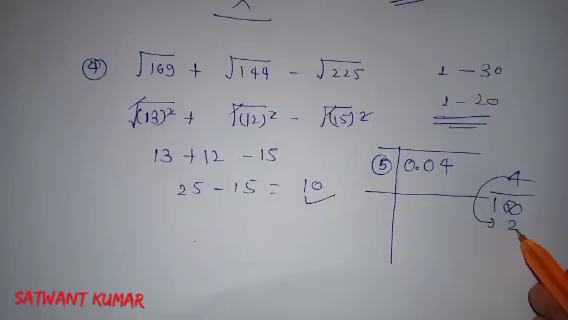 ④ √169 + √144 - √225
√(13)² + √(12)² - √(15)²
13 + 12 - 15
25 - 15 = 10
1 - 30
1 - 20
⑤ 0.04
4
100
2
SATWANT KUMAR